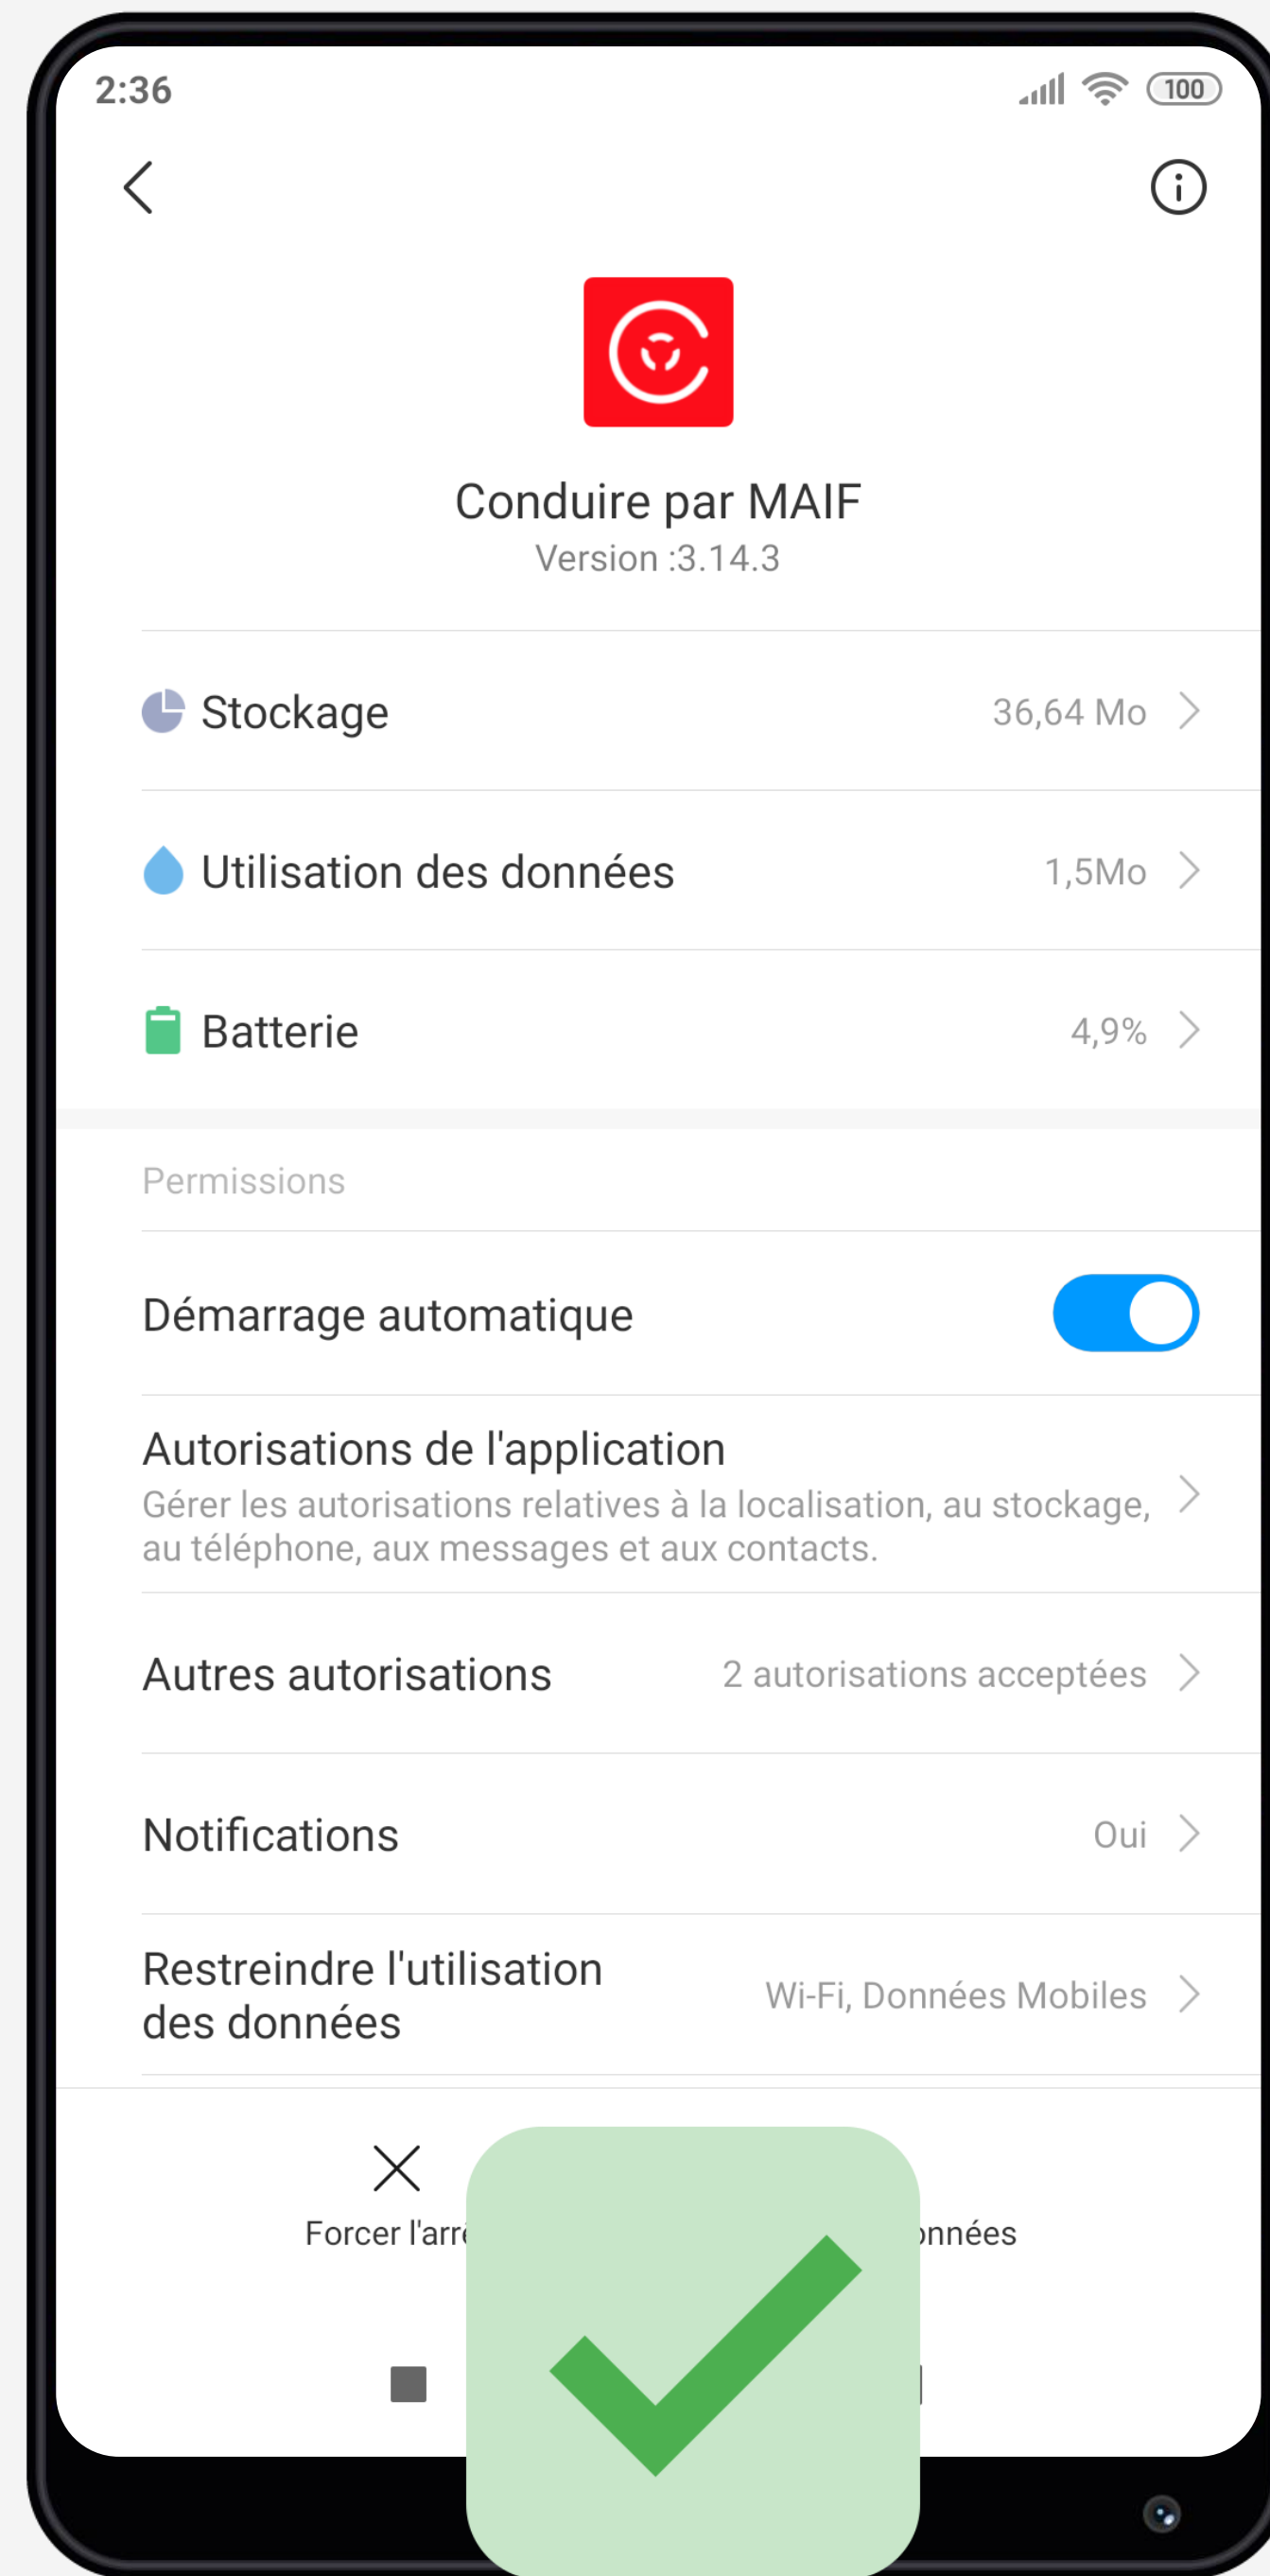 2:36
100
Conduire par MAIF
Version :3.14.3
Stockage 36,64 Mo
Utilisation des données 1,5Mo
Batterie 4,9%
Permissions
Démarrage automatique
Autorisations de l'application
Gérer les autorisations relatives à la localisation, au stockage,
au téléphone, aux messages et aux contacts.
Autres autorisations 2 autorisations acceptées
Notifications Oui
Restreindre l'utilisation
des données
Wi-Fi, Données Mobiles
Forcer